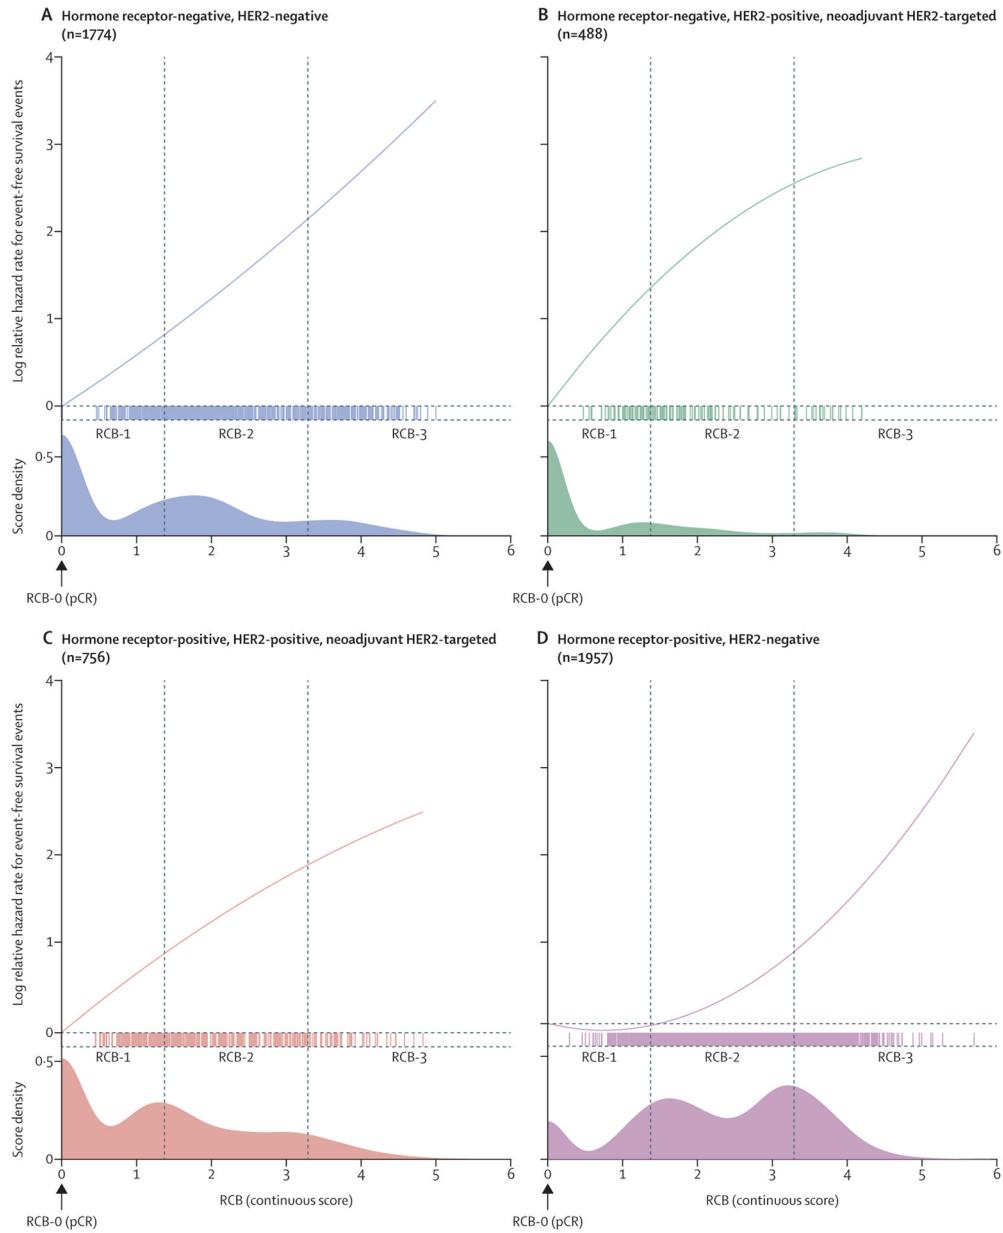 A Hormone receptor-negative, HER2-negative
(n=1774)
4
3
2
1
0
Log relative hazard rate for event-free survival events
RCB-1
RCB-2
RCB-3
0·5
0
Score density
0 1 2 3 4 5 6
RCB-0 (pCR)
B Hormone receptor-negative, HER2-positive, neoadjuvant HER2-targeted
(n=488)
RCB-1
RCB-2
RCB-3
0 1 2 3 4 5 6
RCB-0 (pCR)
C Hormone receptor-positive, HER2-positive, neoadjuvant HER2-targeted
(n=756)
4
3
2
1
0
Log relative hazard rate for event-free survival events
RCB-1
RCB-2
RCB-3
0·5
0
Score density
0 1 2 3 4 5 6
RCB (continuous score)
RCB-0 (pCR)
D Hormone receptor-positive, HER2-negative
(n=1957)
RCB-1
RCB-2
RCB-3
0 1 2 3 4 5 6
RCB (continuous score)
RCB-0 (pCR)